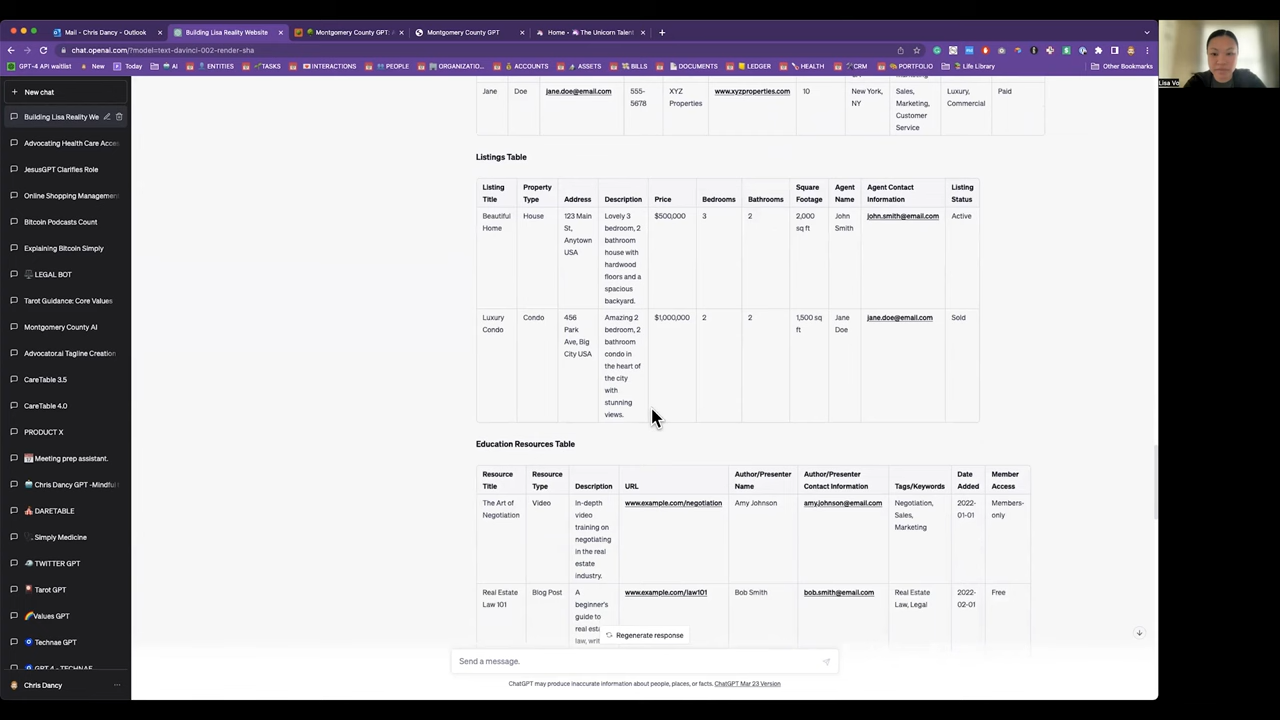 Mail - Chris Dancy - Outlook
Building Lisa Reality Website
Montgomery County GPT: A
Montgomery County GPT
Home - 🦄 The Unicorn Talent
chat.openai.com/?model=text-davinci-002-render-sha
GPT-4 API waitlist
New
AI
ENTITIES
TASKS
INTERACTIONS
PEOPLE
ORGANIZATIO...
ACCOUNTS
ASSETS
BILLS
DOCUMENTS
LEDGER
HEALTH
CRM
PORTFOLIO
Life Library
Other Bookmarks
Lisa Vo
+ New chat
Building Lisa Reality We
Advocating Health Care Acces
JesusGPT Clarifies Role
Online Shopping Management
Bitcoin Podcasts Count
Explaining Bitcoin Simply
LEGAL BOT
Tarot Guidance: Core Values
Montgomery County AI
Advocator.ai Tagline Creation
CareTable 3.5
CareTable 4.0
PRODUCT X
Meeting prep assistant.
Chris Dancy GPT -Mindful
DARETABLE
Simply Medicine
TWITTER GPT
Tarot GPT
Values GPT
Technae GPT
GPT 4 - TECHNAE
Chris Dancy
Jane Doe jane.doe@email.com 555- XYZ www.xyzproperties.com 10 New York, Sales, Luxury, Paid
5678 Properties NY Marketing, Commercial
Customer
Service
Listings Table
Listing Property Address Description Price Bedrooms Bathrooms Square Agent Agent Contact Listing
Title Type Footage Name Information Status
Beautiful House 123 Main Lovely 3 $500,000 3 2 2,000 John john.smith@email.com Active
Home St, bedroom, 2 sq ft Smith
Anytown bathroom
USA house with
hardwood
floors and a
spacious
backyard.
Luxury Condo 456 Amazing 2 $1,000,000 2 2 1,500 sq Jane jane.doe@email.com Sold
Condo Park bedroom, 2 ft Doe
Ave, Big bathroom
City USA condo in
the heart of
the city
with
stunning
views.
Education Resources Table
Resource Resource Description URL Author/Presenter Author/Presenter Tags/Keywords Date Member
Title Type Name Contact Information Added Access
The Art of Video In-depth www.example.com/negotiation Amy Johnson amy.johnson@email.com Negotiation, 2022- Members-
Negotiation video Sales, 01-01 only
training on Marketing
negotiating
in the real
estate
industry.
Real Estate Blog Post A www.example.com/law101 Bob Smith bob.smith@email.com Real Estate 2022- Free
Law 101 beginner's Law, Legal 02-01
guide to
real esta
law, writ
Regenerate response
Send a message.
ChatGPT may produce inaccurate information about people, places, or facts. ChatGPT Mar 23 Version